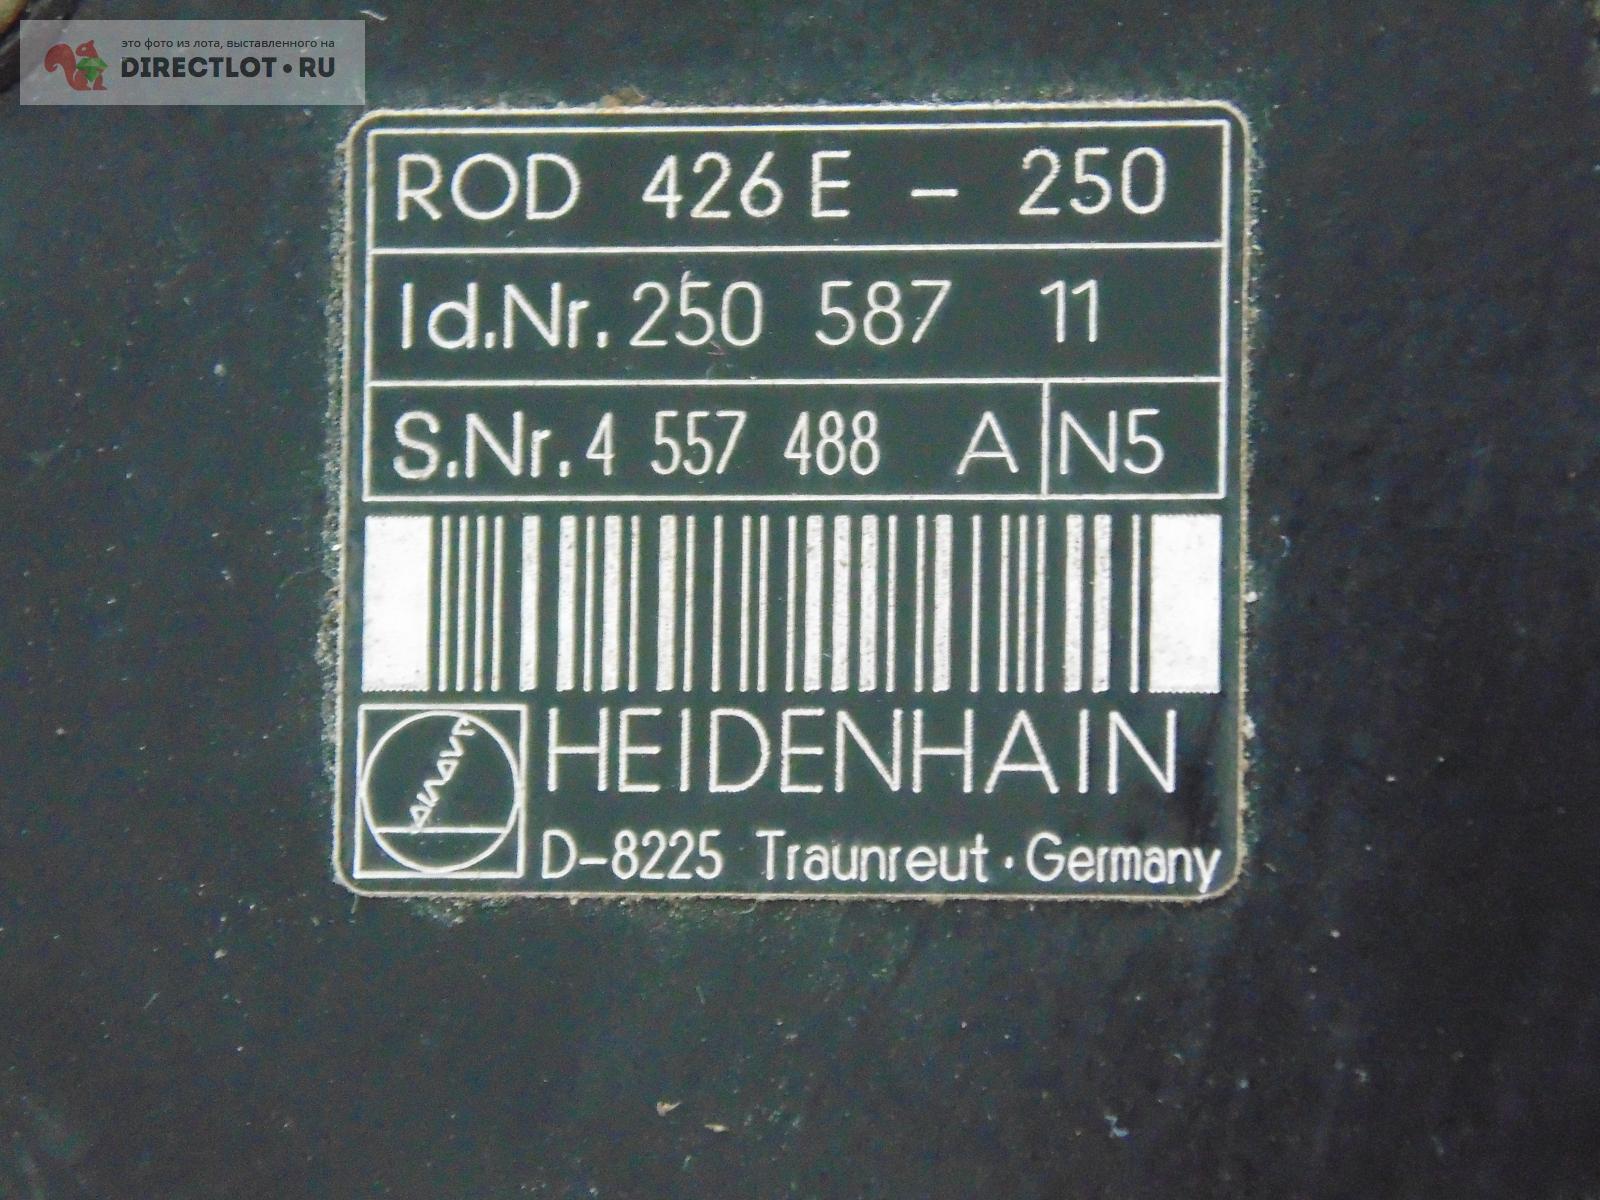 это фото из лота, выставленного на
DIRECTLOT•RU
ROD 426 E - 250
Id.Nr. 250 587 11
S.Nr. 4 557 488 A N5
HEIDENHAIN
D-8225 Traunreut · Germany